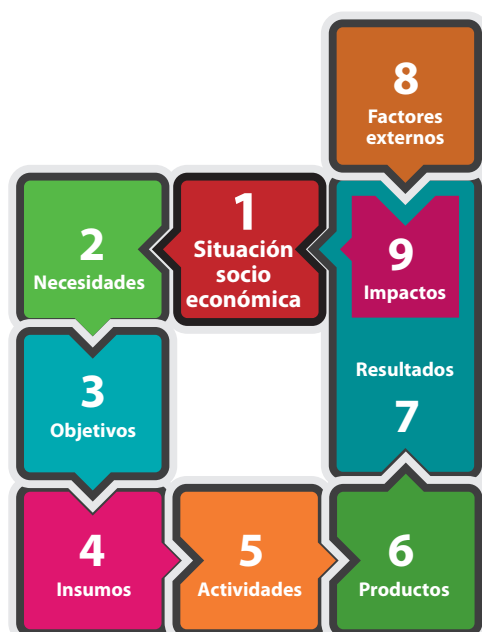 8
Factores
externos
1
Situación
socio
económica
2
Necesidades
9
Impactos
3
Objetivos
Resultados
7
4
Insumos
5
Actividades
6
Productos